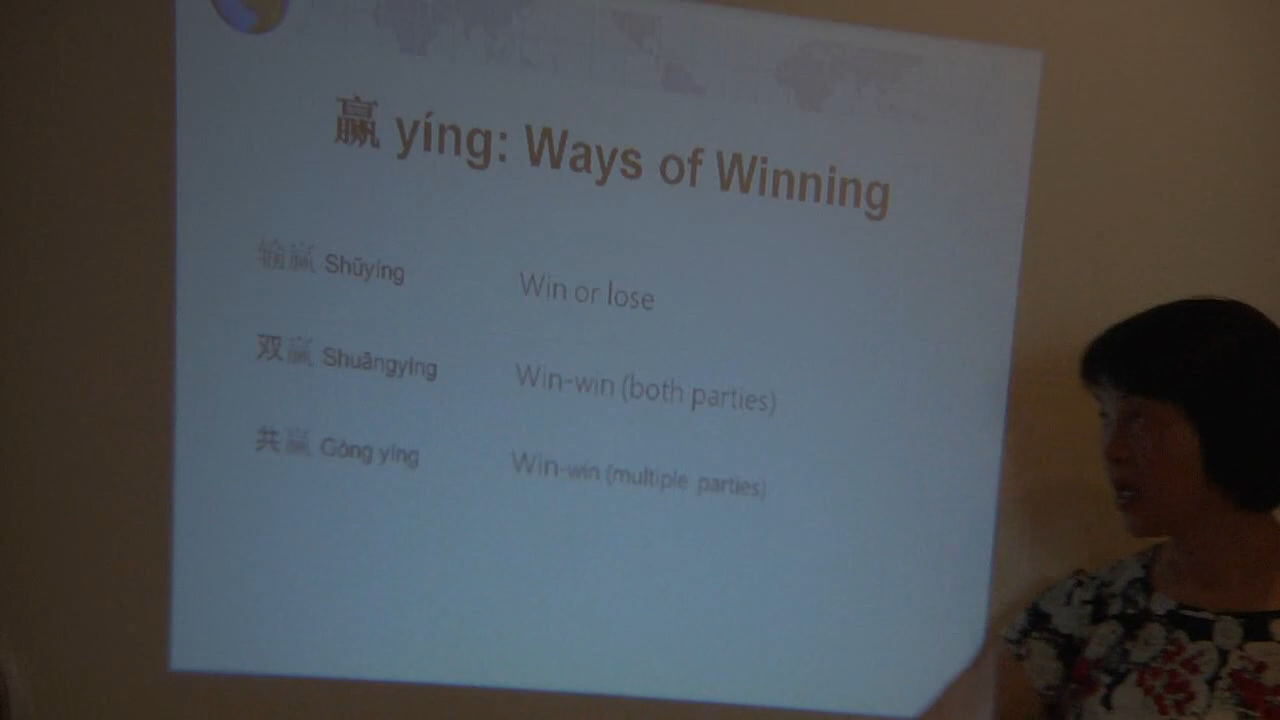 赢 yíng: Ways of Winning
输赢 Shūyíng Win or lose
双赢 Shuāngyíng Win-win (both parties)
共赢 Gòng yíng Win-win (multiple parties)